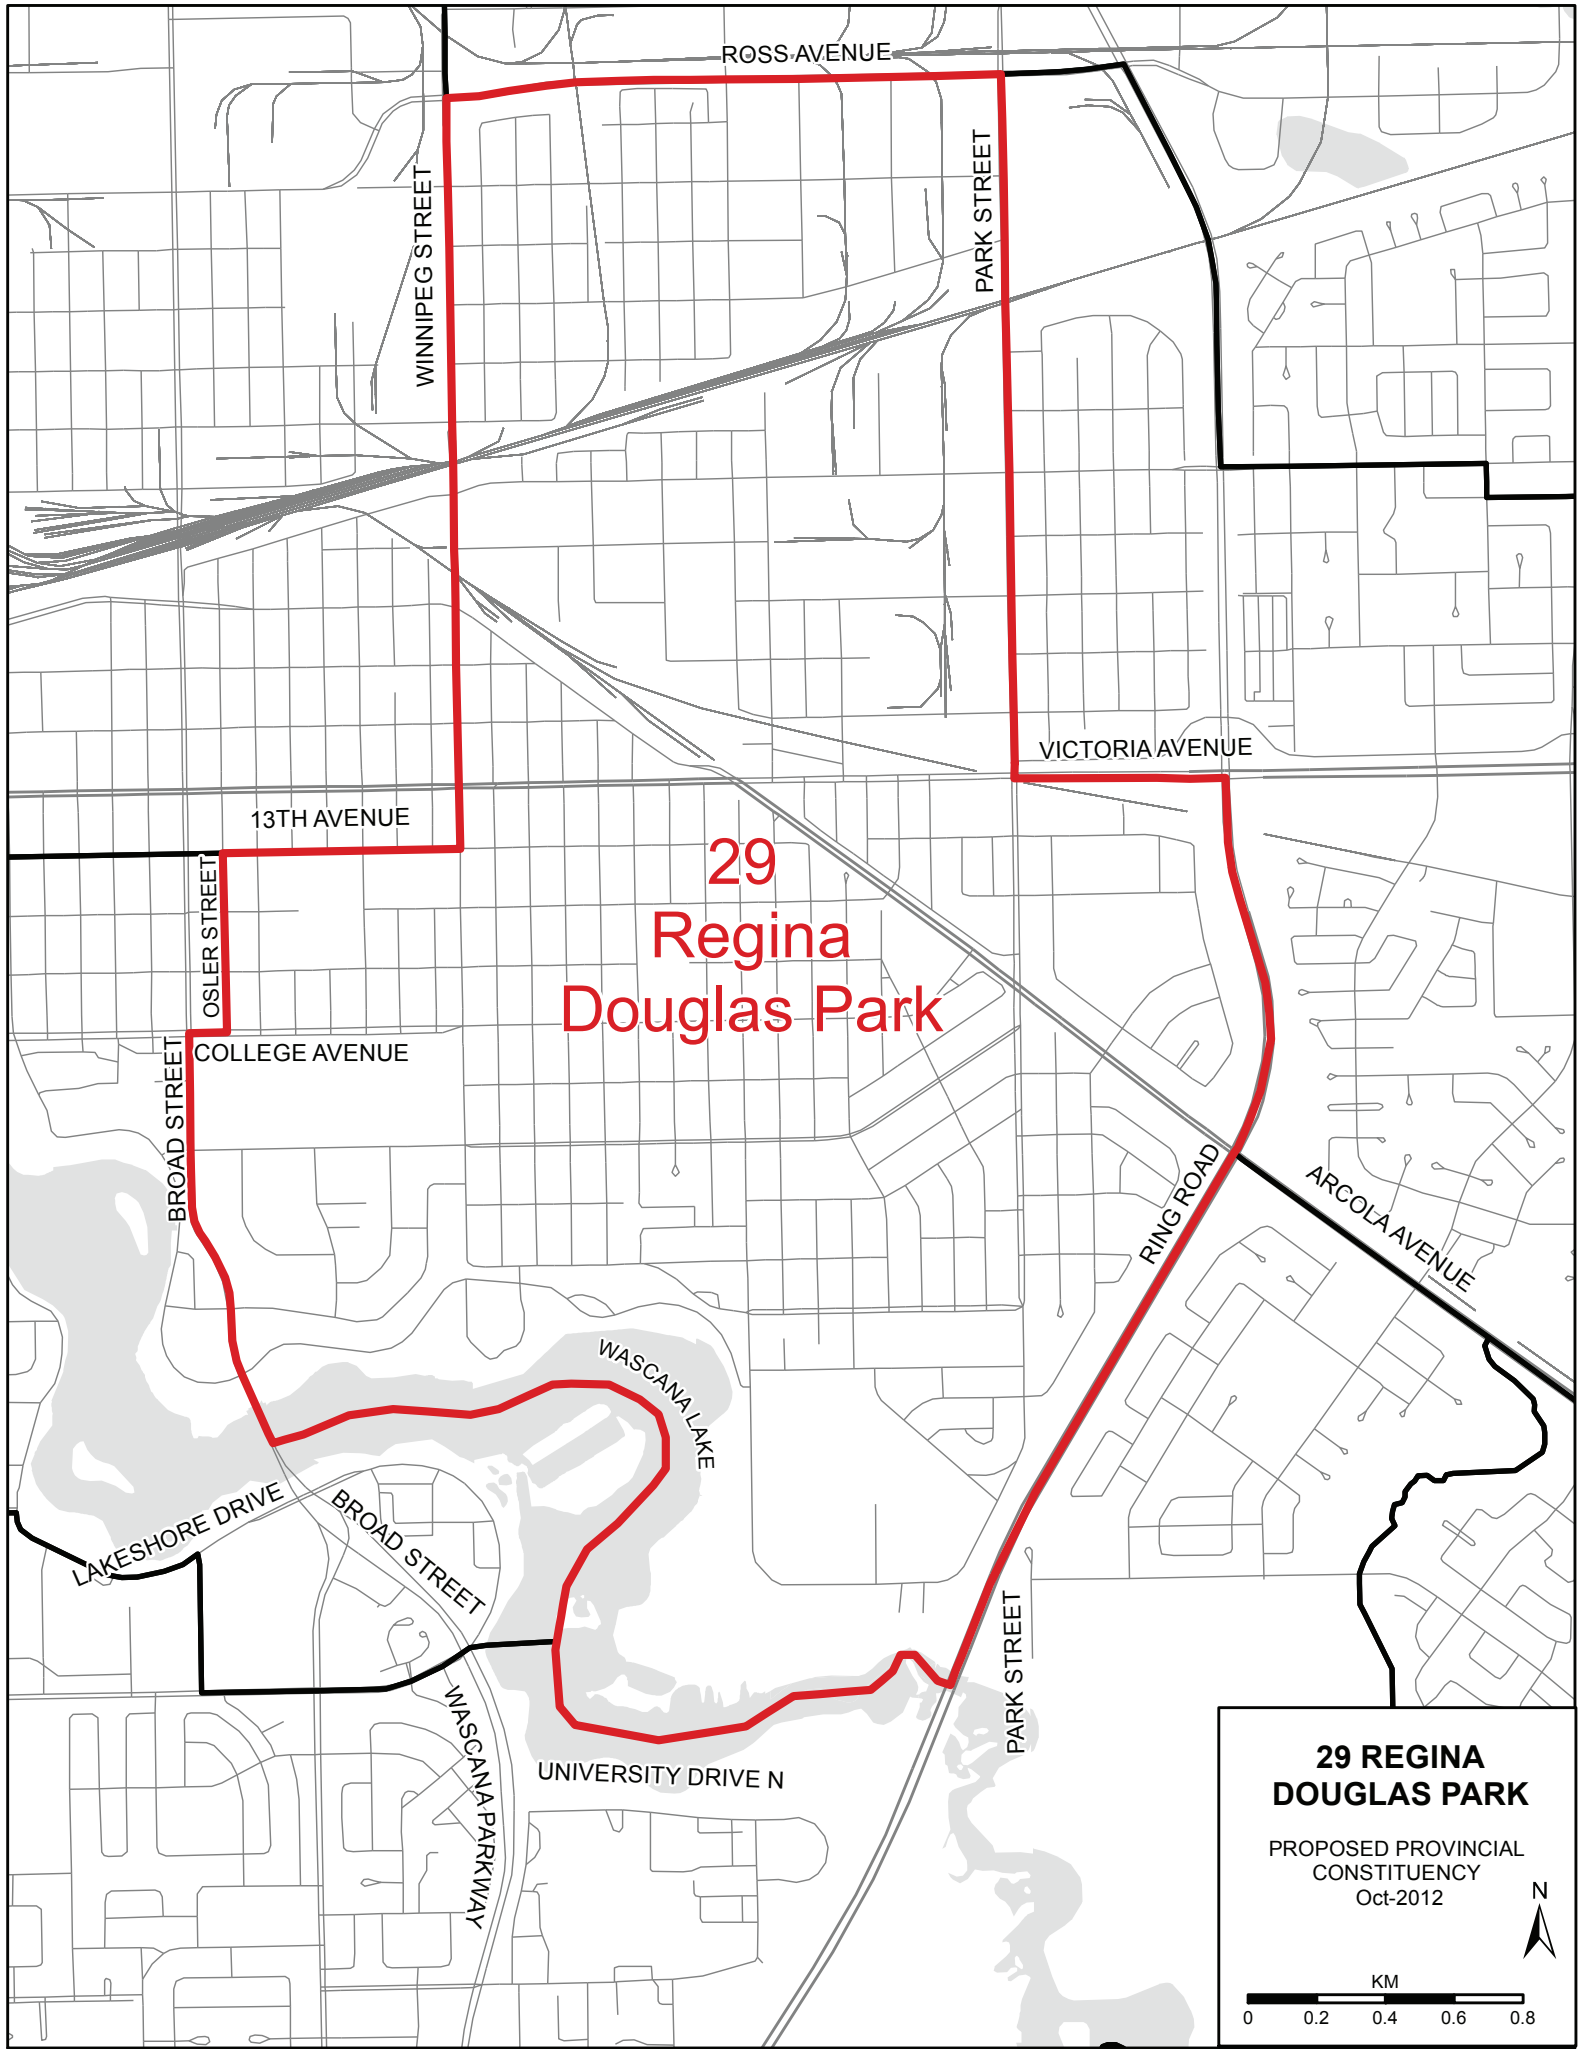 ROSS AVENUE
WINNIPEG STREET
PARK STREET
VICTORIA AVENUE
13TH AVENUE
29
Regina
Douglas Park
OSLER STREET
COLLEGE AVENUE
BROAD STREET
RING ROAD
ARCOLA AVENUE
WASCANA LAKE
LAKESHORE DRIVE
BROAD STREET
PARK STREET
WASCANA PARKWAY
UNIVERSITY DRIVE N
29 REGINA
DOUGLAS PARK
PROPOSED PROVINCIAL
CONSTITUENCY
Oct-2012
N
KM
0 0.2 0.4 0.6 0.8